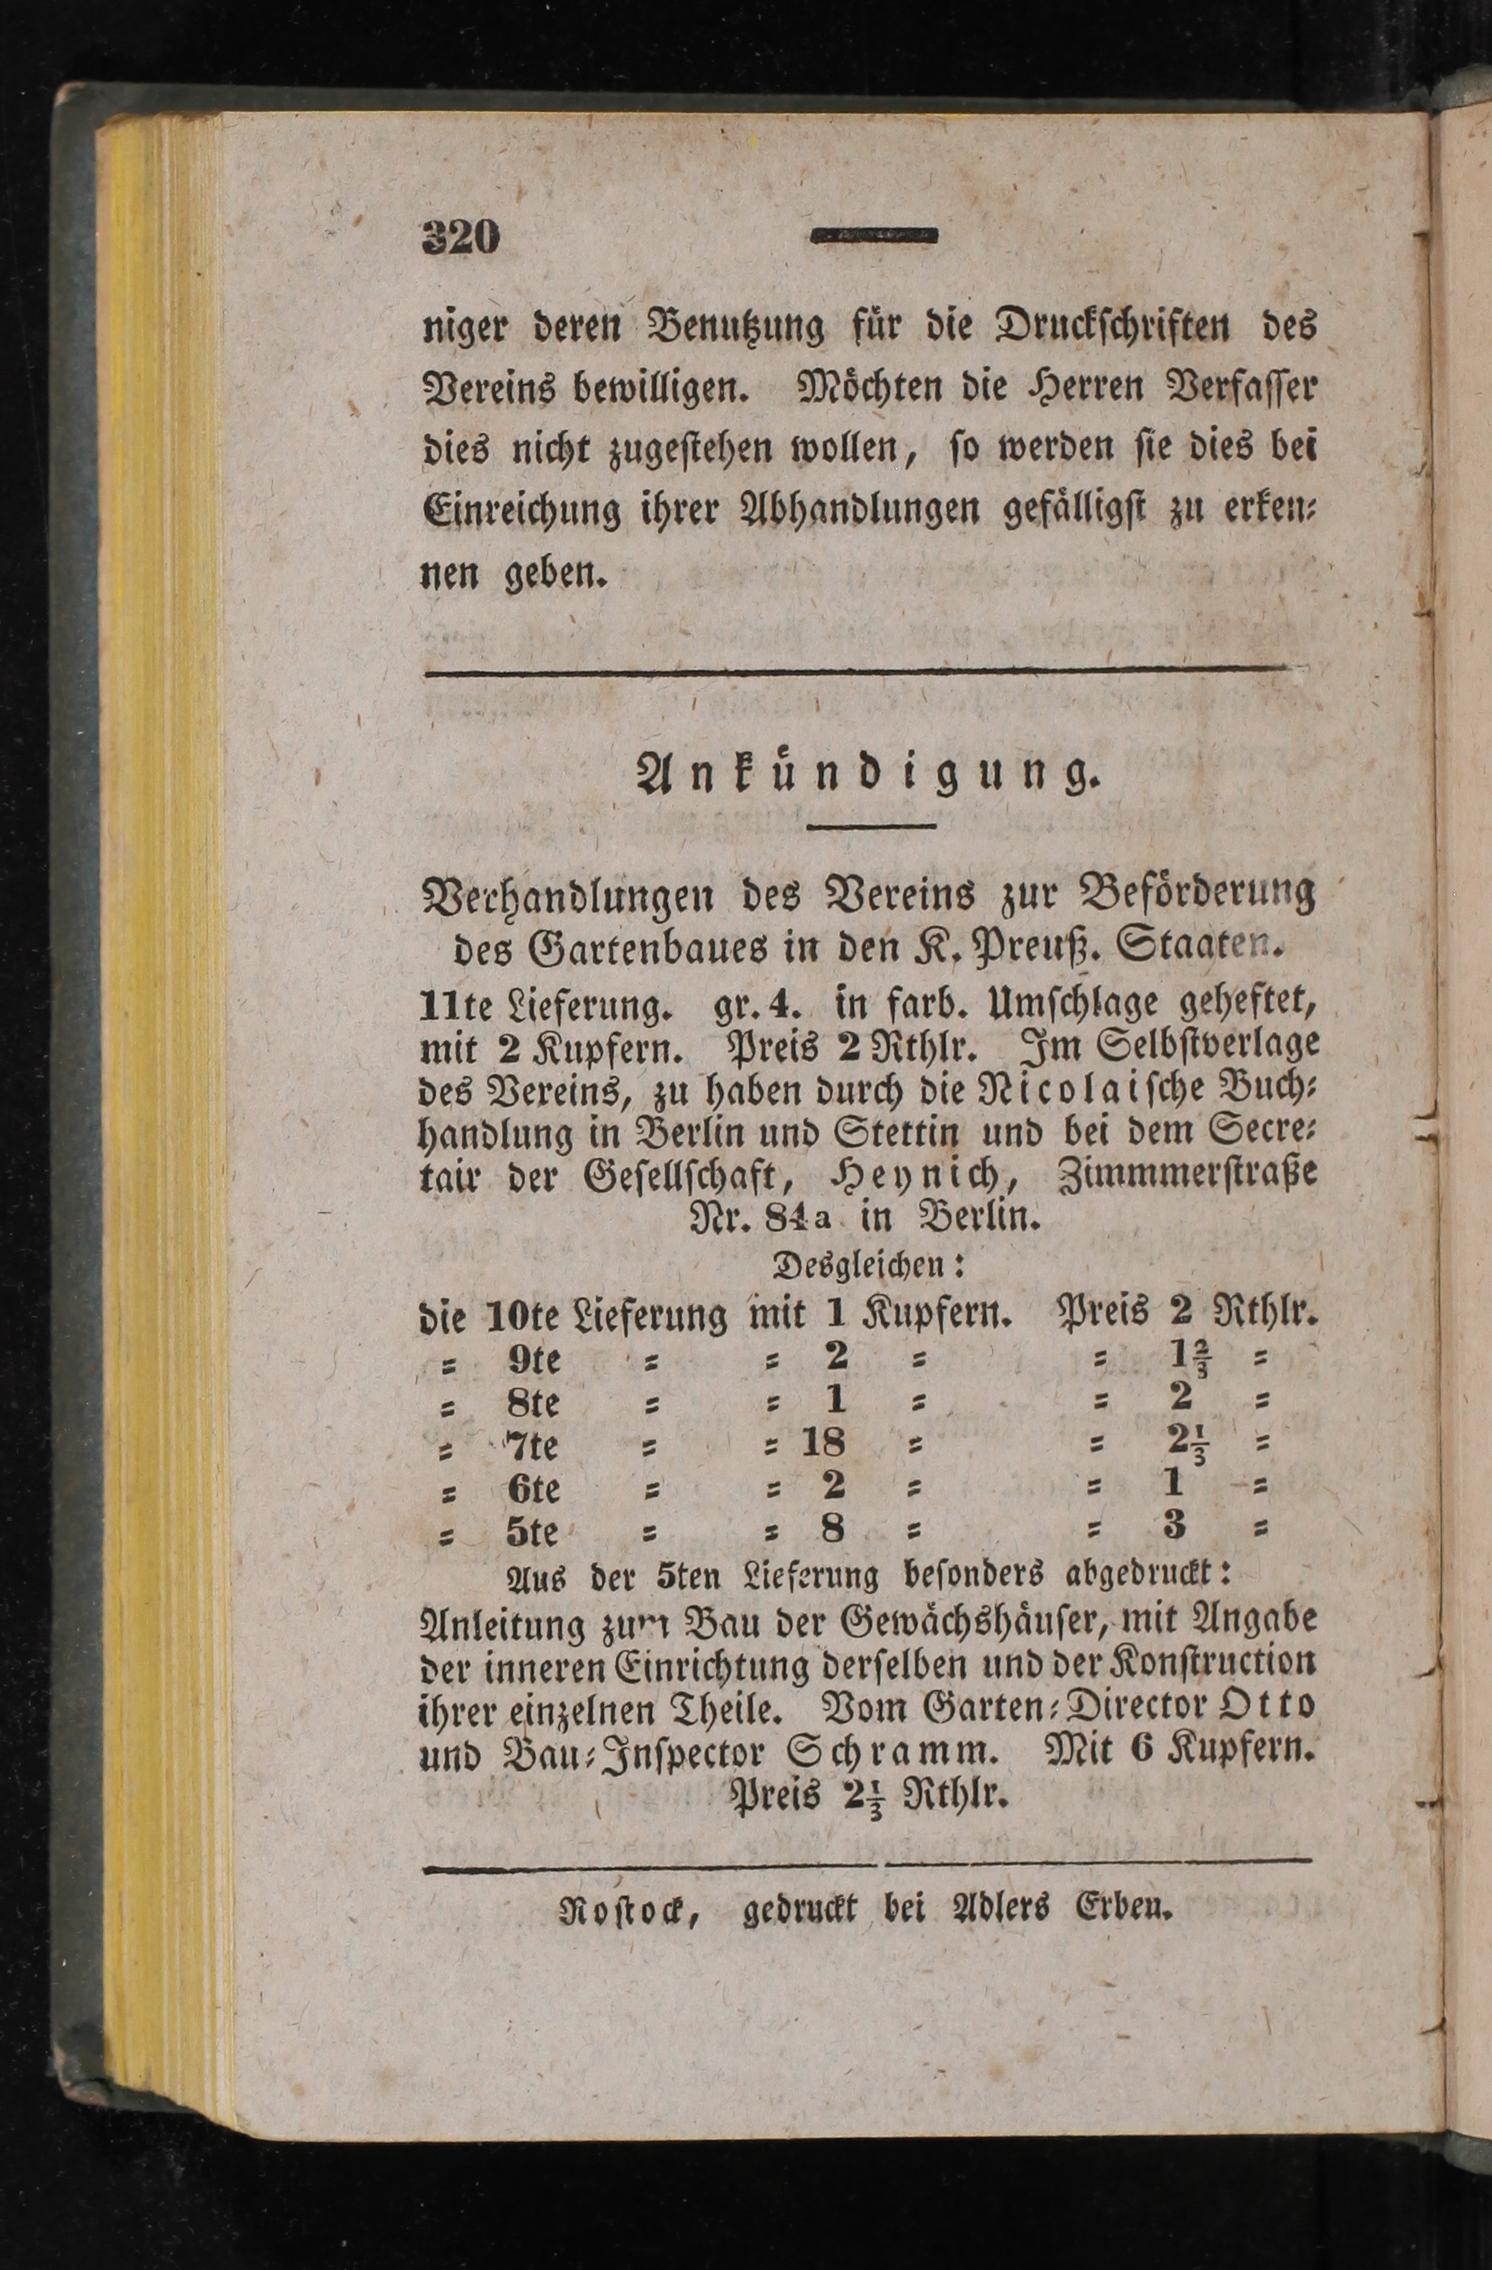 320
niger deren Benutzung für die Druckschriften des
Vereins bewilligen. Möchten die Herren Verfasser
dies nicht zugestehen wollen, so werden sie dies bei
Einreichung ihrer Abhandlungen gefälligst zu erken⸗
nen geben.
Ankündigung.
Verhandlungen des Vereins zur Beförderung
des Gartenbaues in den K. Preuß. Staaten.
11te Lieferung. gr. 4. in farb. Umschlage geheftet,
mit 2 Kupfern. Preis 2 Rthlr. Im Selbstverlage
des Vereins, zu haben durch die Nicolaische Buch⸗
handlung in Berlin und Stettin und bei dem Secre⸗
tair der Gesellschaft, Heynich, Zimmmerstraße
Nr. 84a in Berlin.
Desgleichen:
die 10te Lieferung mit 1 Kupfern. Preis 2 Rthlr.
⸗ 9te ⸗ ⸗ 2 ⸗ ⸗ 1⅔ ⸗
⸗ 8te ⸗ ⸗ 1 ⸗ ⸗ 2 ⸗
⸗ 7te ⸗ ⸗ 18 ⸗ ⸗ 2⅓ ⸗
⸗ 6te ⸗ ⸗ 2 ⸗ ⸗ 1 ⸗
⸗ 5te ⸗ ⸗ 8 ⸗ ⸗ 3 ⸗
Aus der 5ten Lieferung besonders abgedruckt:
Anleitung zum Bau der Gewächshäuser, mit Angabe
der inneren Einrichtung derselben und der Konstruction
ihrer einzelnen Theile. Vom Garten⸗Director Otto
und Bau⸗Inspector Schramm. Mit 6 Kupfern.
Preis 2⅓ Rthlr.
Rostock, gedruckt bei Adlers Erben.